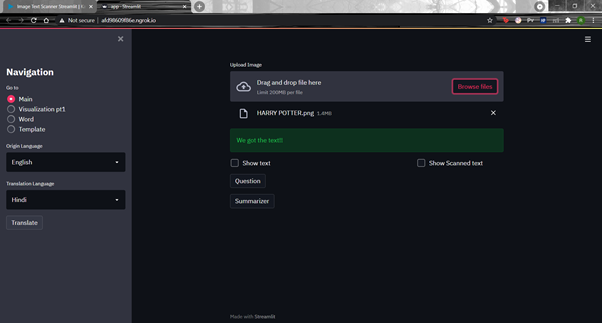 Image Text Scanner Streamlit |
app · Streamlit
Not secure | afd98609f86e.ngrok.io
Navigation
Go to
Main
Visualization pt1
Word
Template
Origin Language
English
Translation Language
Hindi
Translate
Upload Image
Drag and drop file here
Limit 200MB per file
Browse files
HARRY POTTER.png 1.4MB
We got the text!!
Show text
Show Scanned text
Question
Summarizer
Made with Streamlit